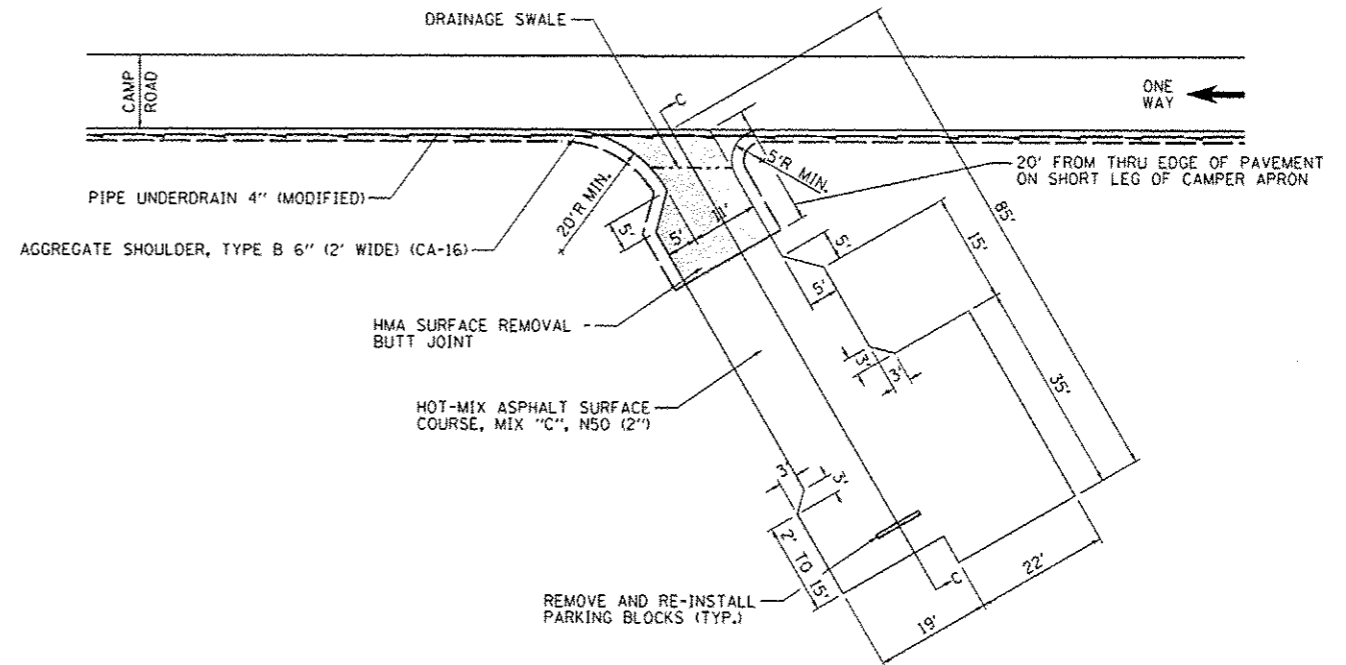 DRAINAGE SWALE
CAMP
ROAD
C
ONE
WAY
5'R MIN.
20' FROM THRU EDGE OF PAVEMENT
ON SHORT LEG OF CAMPER APRON
PIPE UNDERDRAIN 4" (MODIFIED)
20'R MIN.
85'
AGGREGATE SHOULDER, TYPE B 6" (2' WIDE) (CA-16)
5'
5'
11'
15'
5'
5'
HMA SURFACE REMOVAL
BUTT JOINT
3'
3'
35'
HOT-MIX ASPHALT SURFACE
COURSE, MIX "C", N50 (2")
3'
3'
2' TO
15'
C
22'
REMOVE AND RE-INSTALL
PARKING BLOCKS (TYP.)
19'